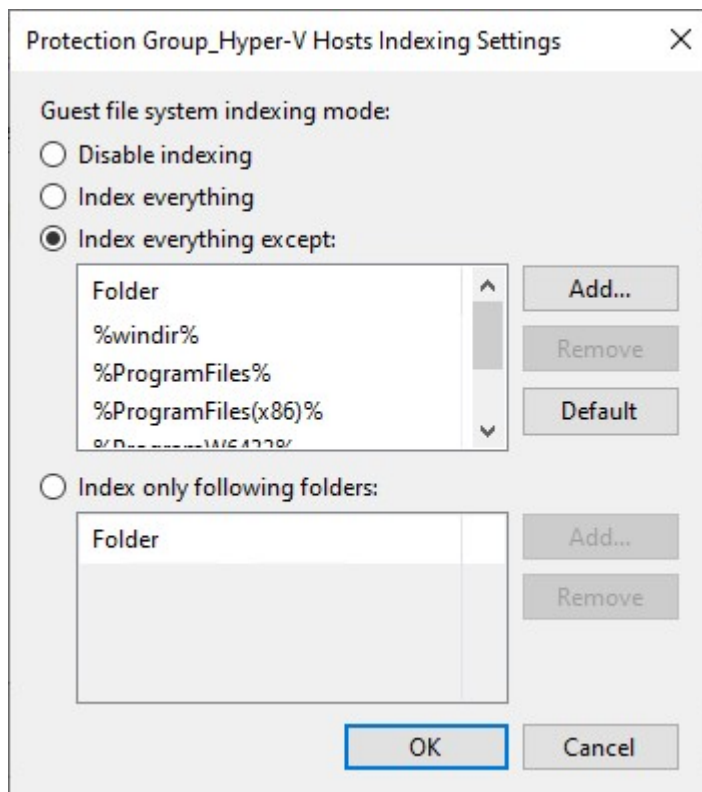 Protection Group_Hyper-V Hosts Indexing Settings
Guest file system indexing mode:
Disable indexing
Index everything
Index everything except:
Folder
%windir%
%ProgramFiles%
%ProgramFiles(x86)%
%ProgramW6432%
Add...
Remove
Default
Index only following folders:
Folder
Add...
Remove
OK
Cancel